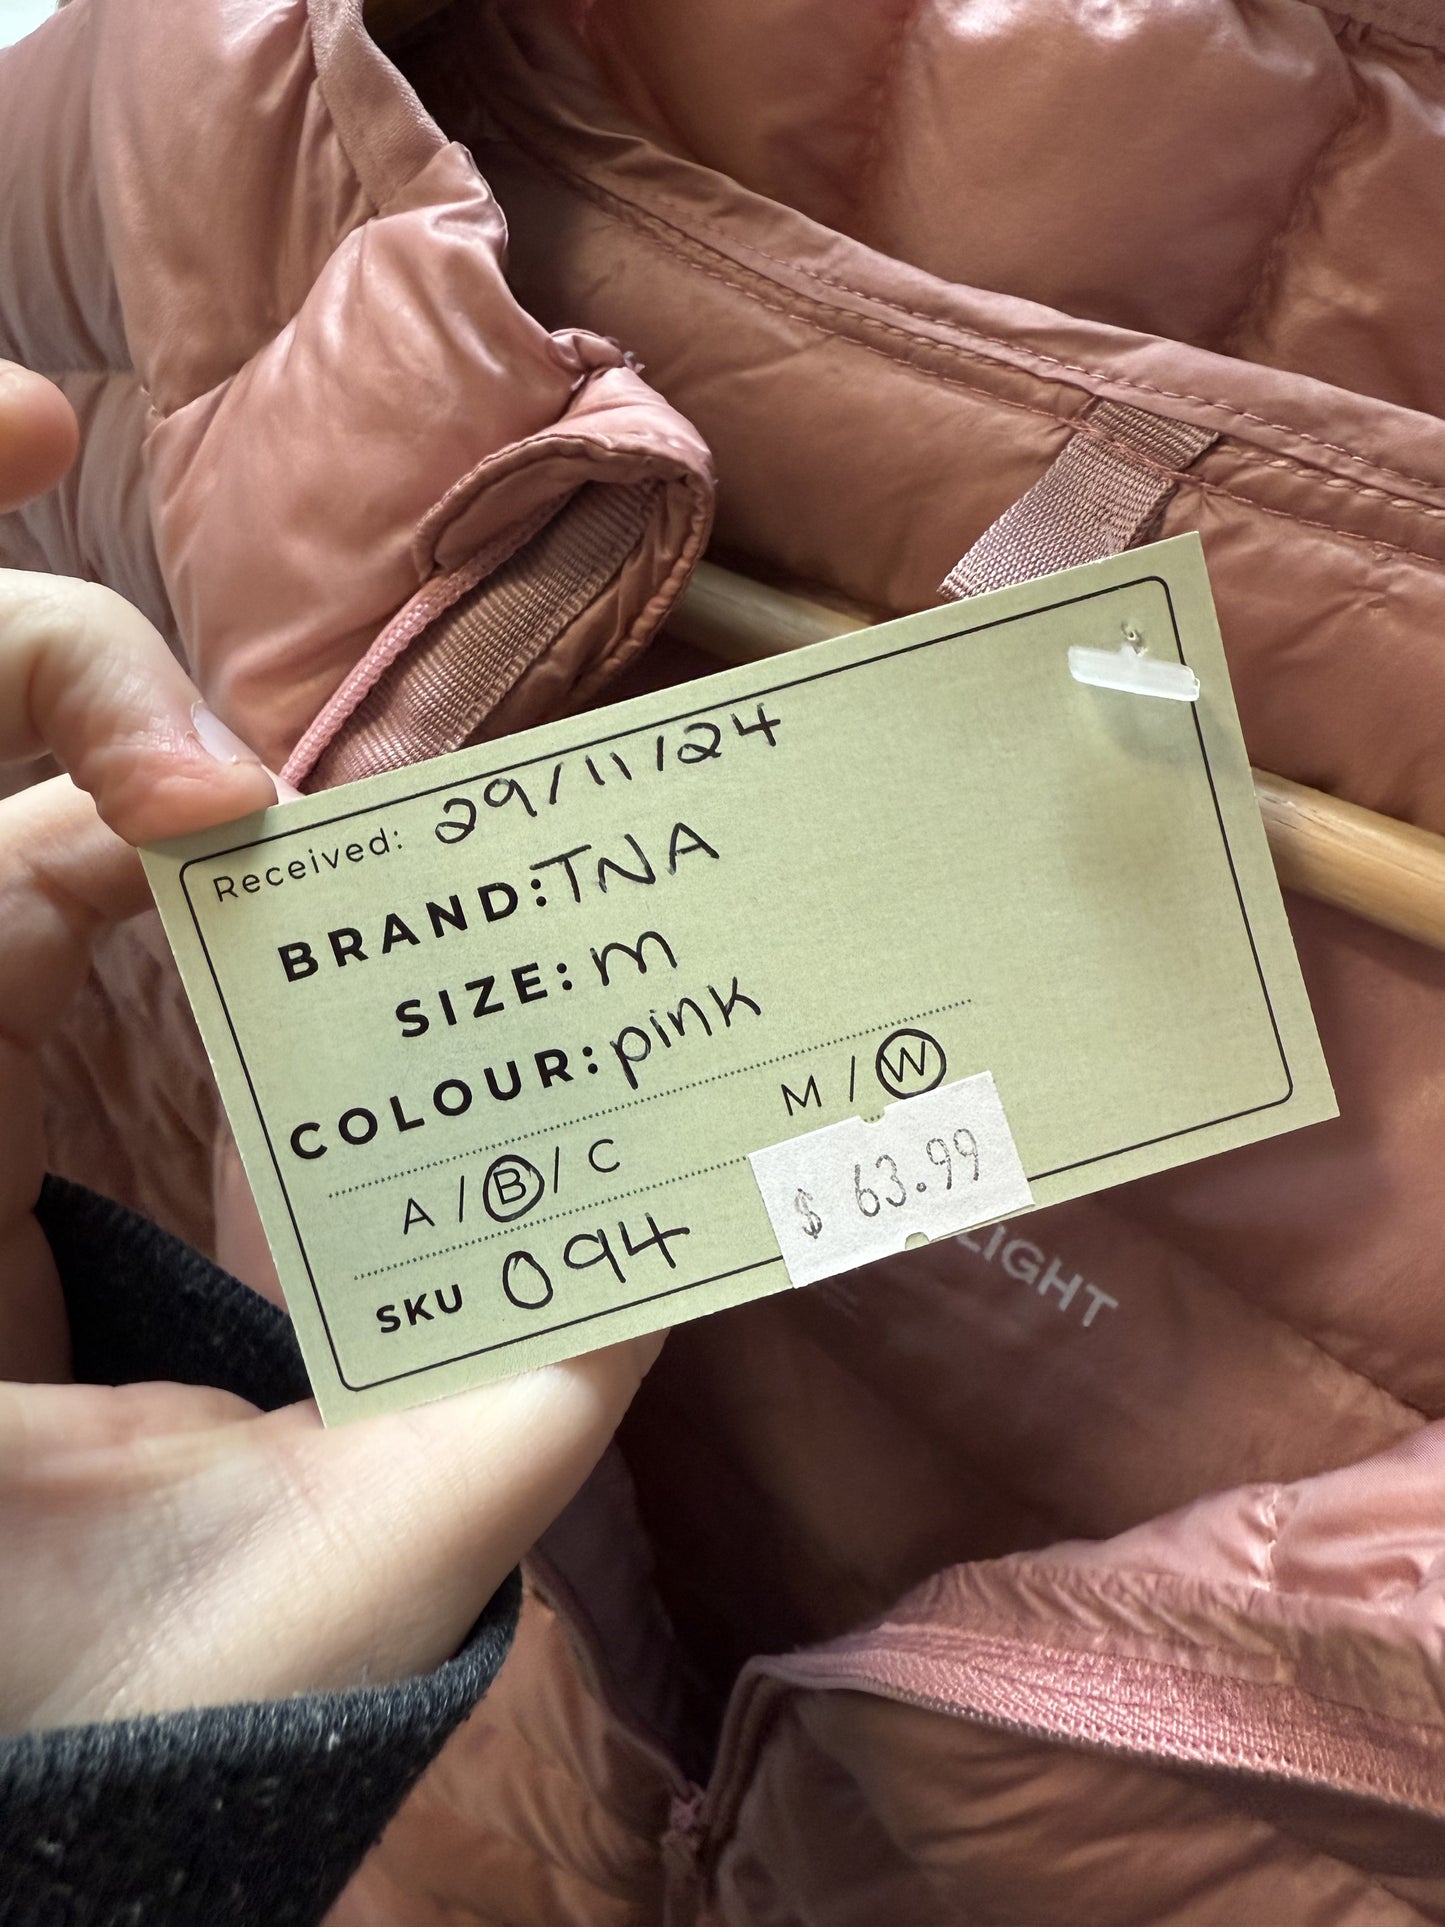 Received: 29/11/24
BRAND: TNA
SIZE: M
COLOUR: pink
M / W
A / B / C
$ 63.99
SKU 094
LIGHT